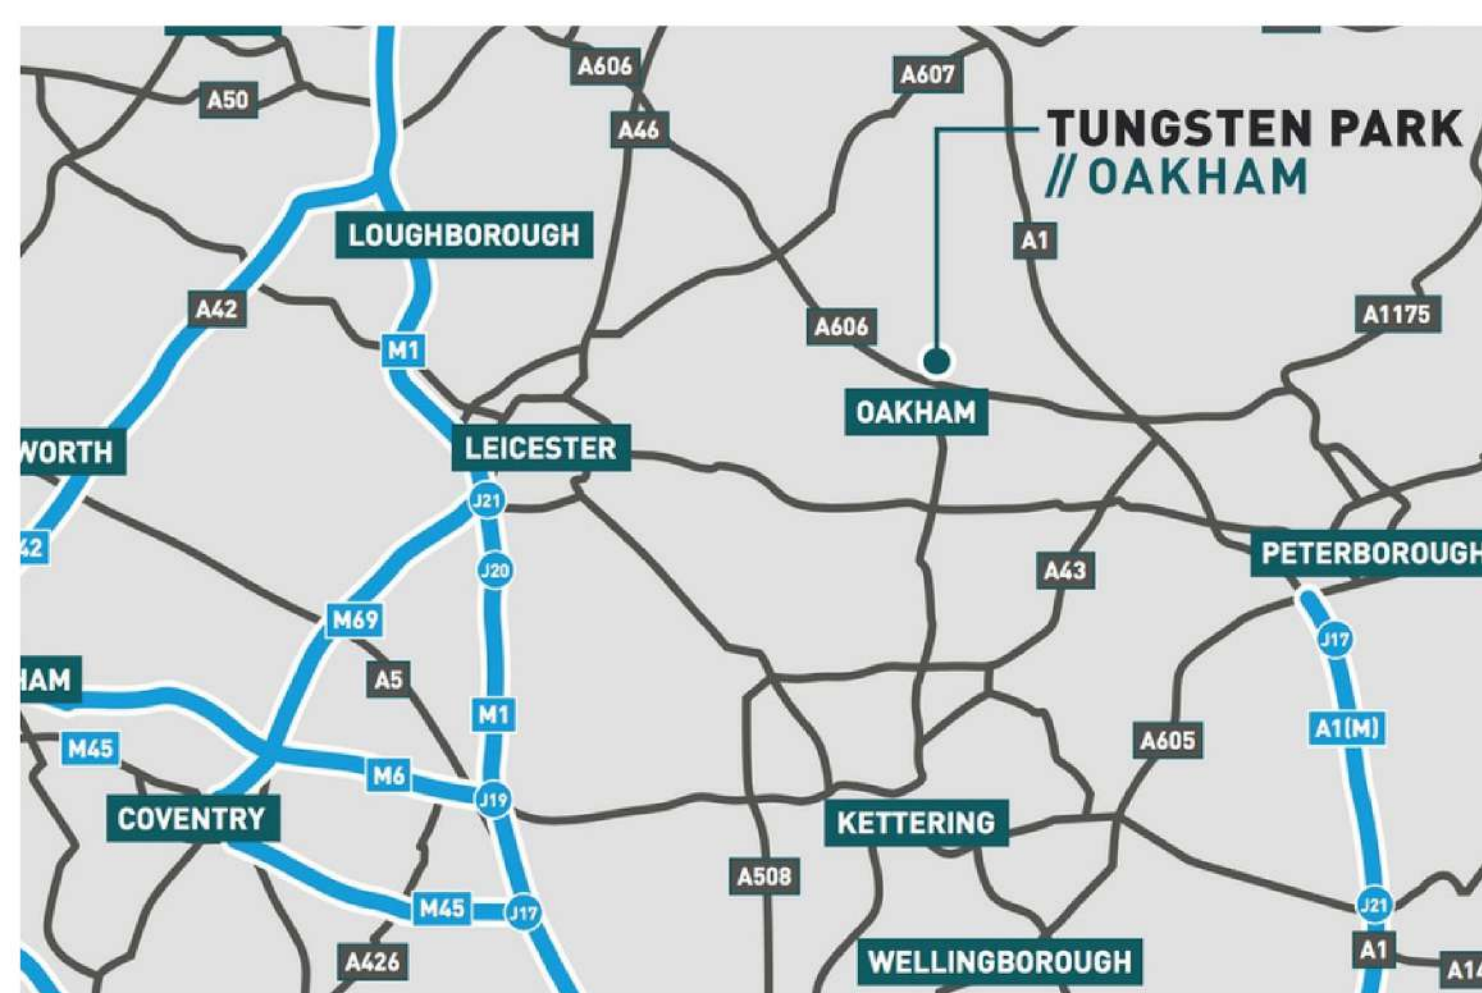 A606
A607
A50
A46
TUNGSTEN PARK
// OAKHAM
LOUGHBOROUGH
A1
A42
A606
A1175
M1
OAKHAM
WORTH
LEICESTER
J21
42
PETERBOROUGH
J20
A43
M69
J17
HAM
A5
M1
A1(M)
M45
A605
M6
J19
COVENTRY
KETTERING
A508
M45
J17
J21
A426
WELLINGBOROUGH
A1
A14